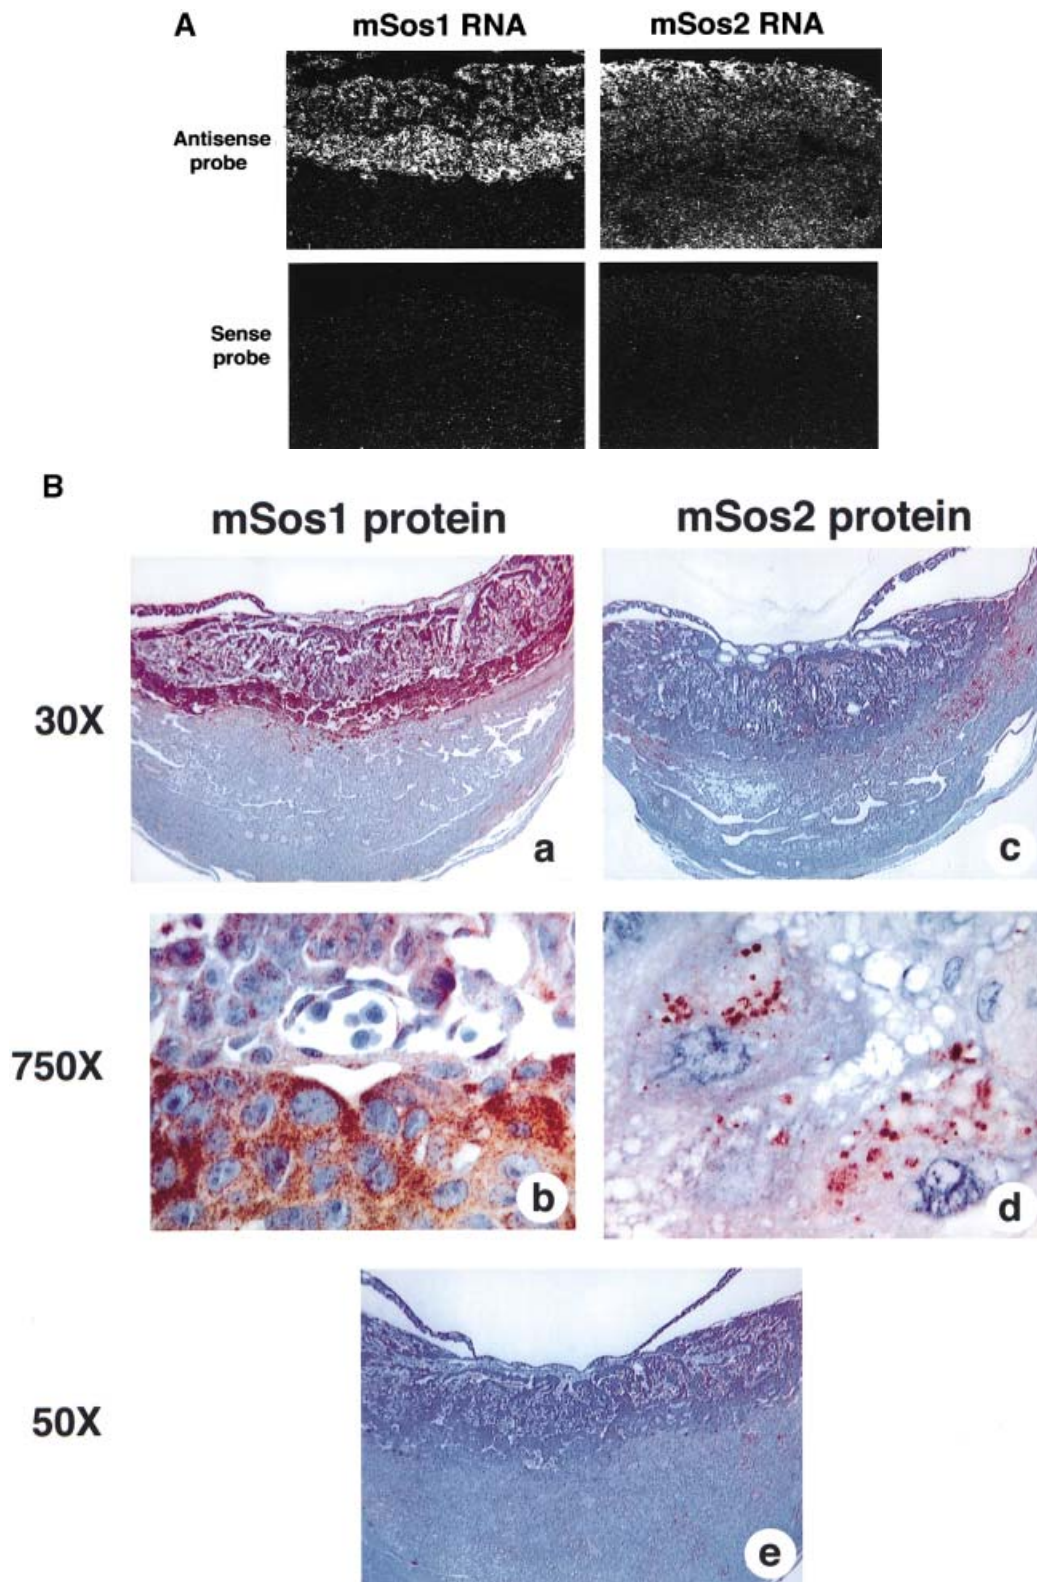 A
mSos1 RNA
mSos2 RNA
Antisense
probe
Sense
probe
B
mSos1 protein
mSos2 protein
30X
a
c
750X
b
d
50X
e